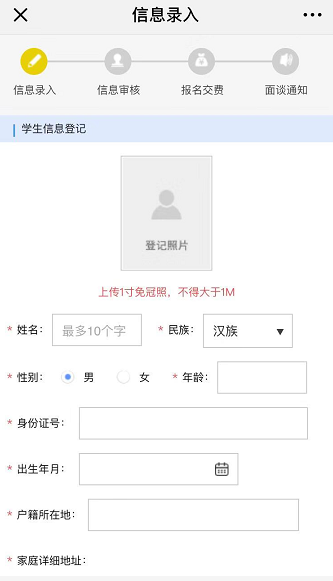 信息录入
信息录入 信息审核 报名交费 面谈通知
学生信息登记
登记照片
上传1寸免冠照，不得大于1M
* 姓名： 最多10个字 * 民族： 汉族
* 性别： 男 女 * 年龄：
* 身份证号：
* 出生年月：
* 户籍所在地：
* 家庭详细地址：